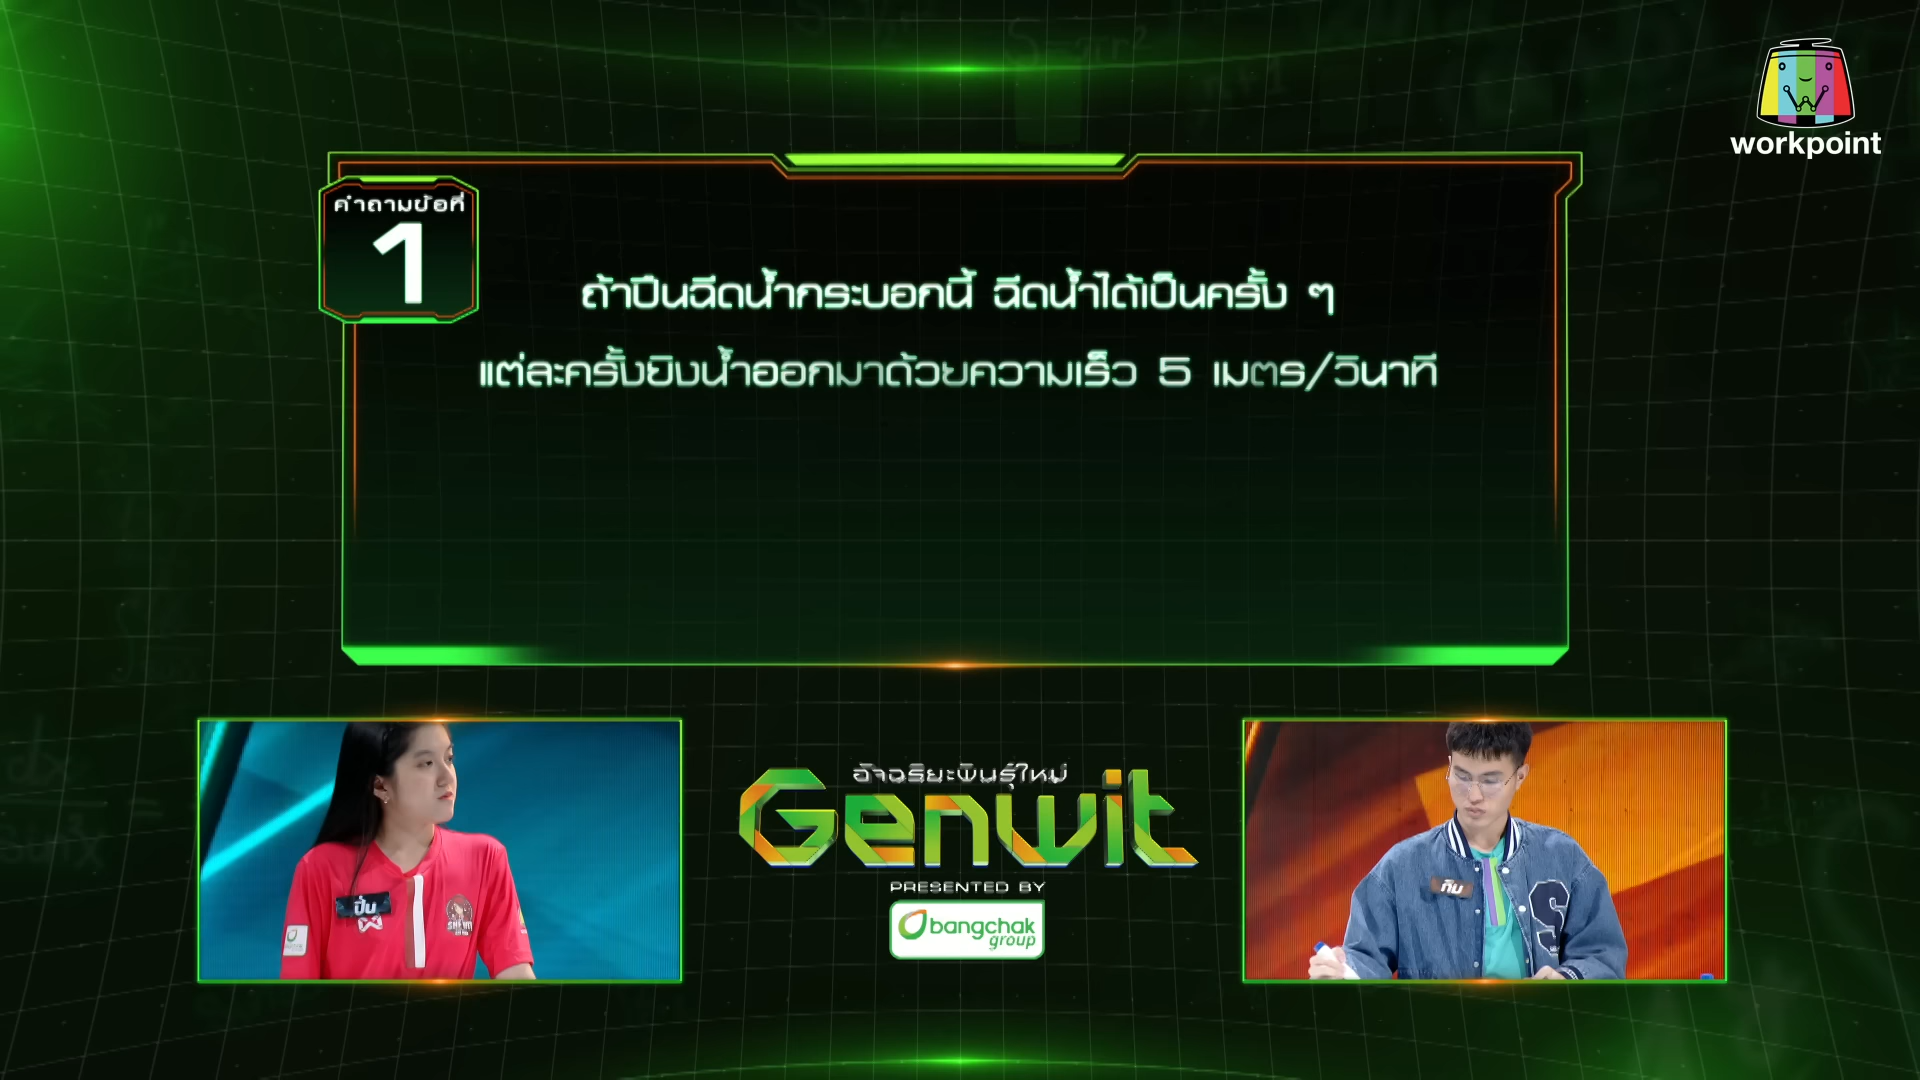 workpoint
คำถามข้อที่
1
ถ้าปืนฉีดน้ำกระบอกนี้ ฉีดน้ำได้เป็นครั้ง ๆ
แต่ละครั้งยิงน้ำออกมาด้วยความเร็ว 5 เมตร/วินาที
อัจฉริยะพันธุ์ใหม่
Genwit
PRESENTED BY
bangchak
group
ปิ่น
กิม
S